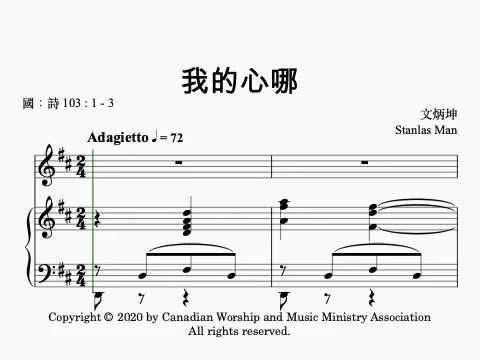 我的心哪
國：詩 103 : 1 - 3
文炳坤
Stanlas Man
Adagietto ♩ = 72
Copyright © 2020 by Canadian Worship and Music Ministry Association
All rights reserved.